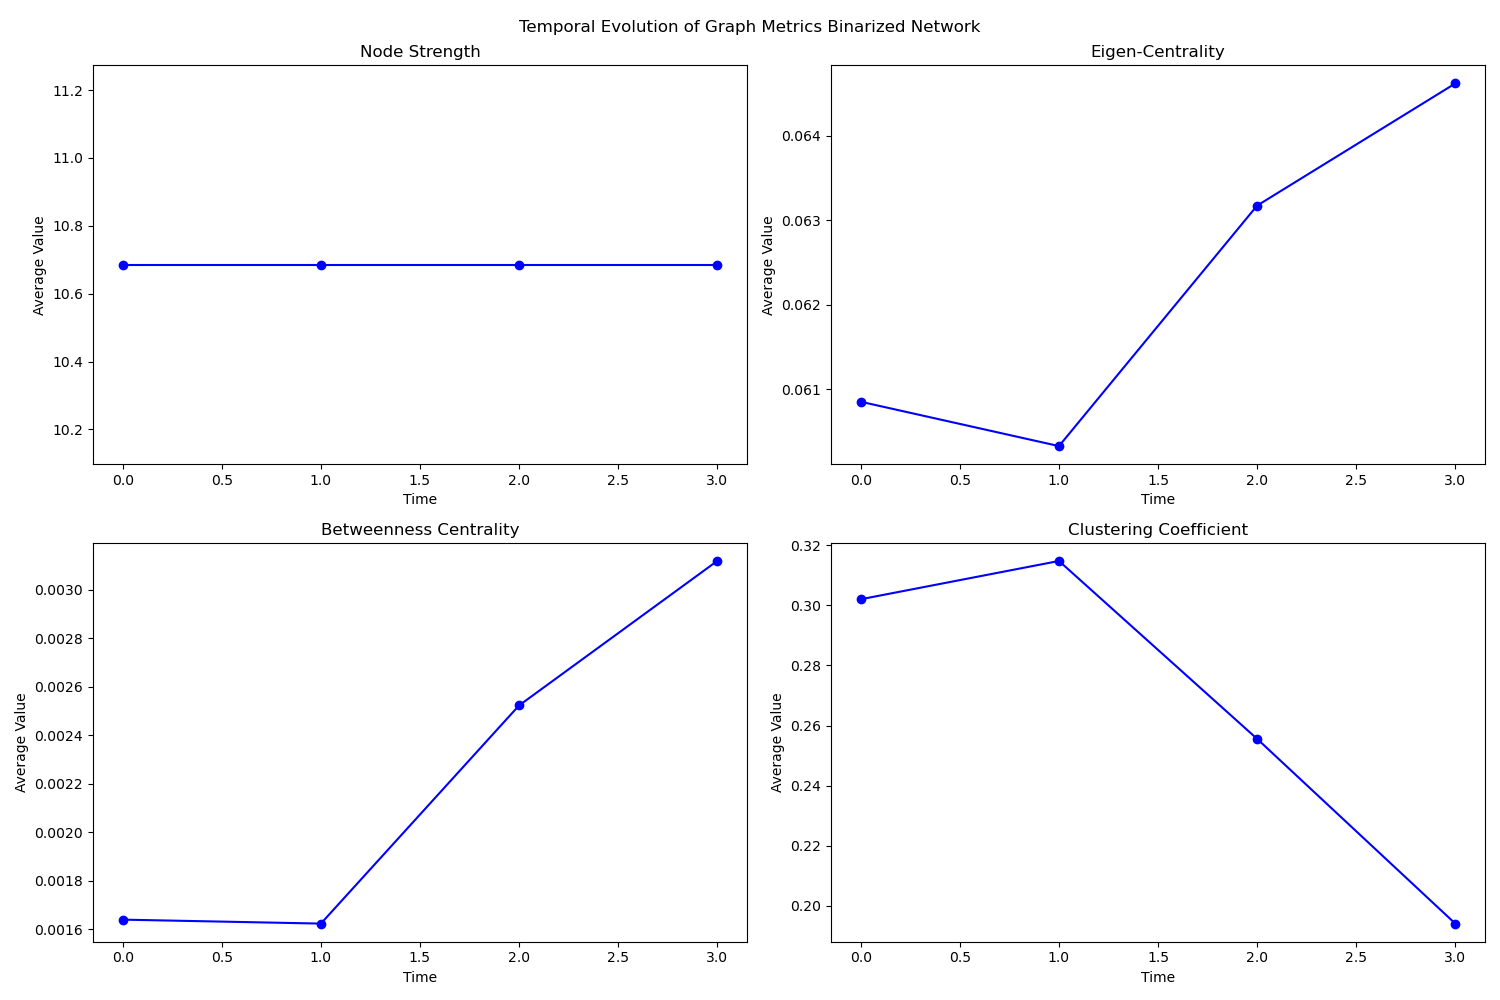 Temporal Evolution of Graph Metrics Binarized Network
Node Strength
11.2
11.0
10.8
10.6
10.4
10.2
Average Value
0.0 0.5 1.0 1.5 2.0 2.5 3.0
Time
Eigen-Centrality
0.064
0.063
0.062
0.061
Average Value
0.0 0.5 1.0 1.5 2.0 2.5 3.0
Time
Betweenness Centrality
0.0030
0.0028
0.0026
0.0024
0.0022
0.0020
0.0018
0.0016
Average Value
0.0 0.5 1.0 1.5 2.0 2.5 3.0
Time
Clustering Coefficient
0.32
0.30
0.28
0.26
0.24
0.22
0.20
Average Value
0.0 0.5 1.0 1.5 2.0 2.5 3.0
Time